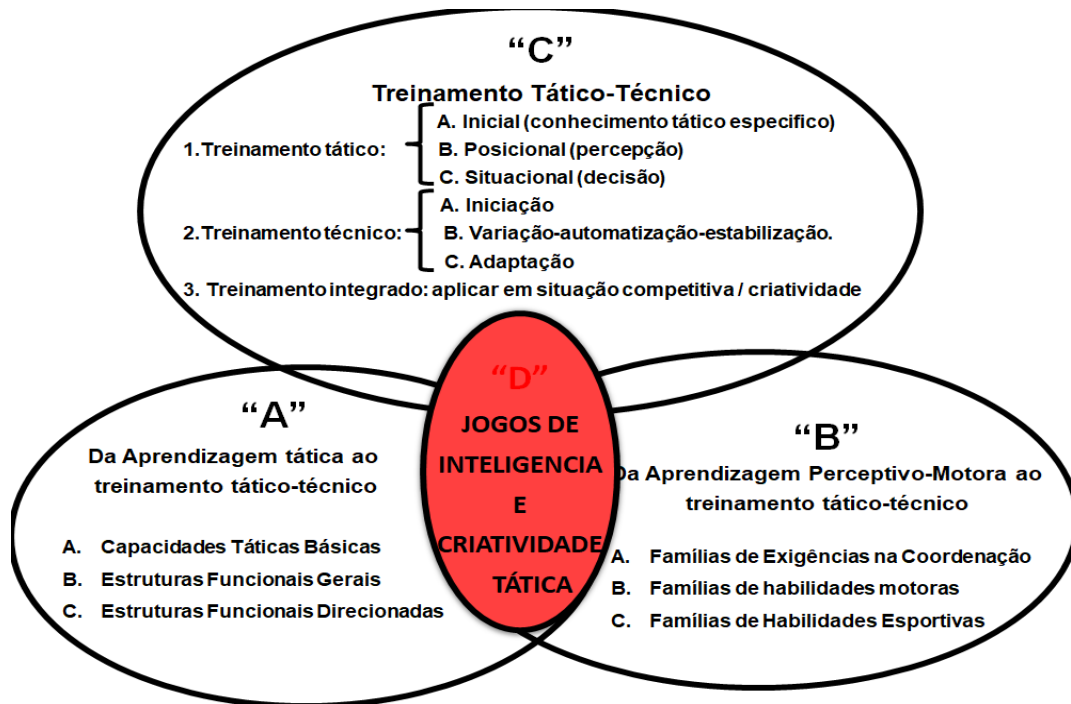 “C”
Treinamento Tático-Técnico
1.Treinamento tático:
A. Inicial (conhecimento tático especifico)
B. Posicional (percepção)
C. Situacional (decisão)
2.Treinamento técnico:
A. Iniciação
B. Variação-automatização-estabilização.
C. Adaptação
3. Treinamento integrado: aplicar em situação competitiva / criatividade
“A”
Da Aprendizagem tática ao
treinamento tático-técnico
A. Capacidades Táticas Básicas
B. Estruturas Funcionais Gerais
C. Estruturas Funcionais Direcionadas
“D”
JOGOS DE
INTELIGENCIA
E
CRIATIVIDADE
TÁTICA
“B”
Da Aprendizagem Perceptivo-Motora ao
treinamento tático-técnico
A. Famílias de Exigências na Coordenação
B. Famílias de habilidades motoras
C. Famílias de Habilidades Esportivas